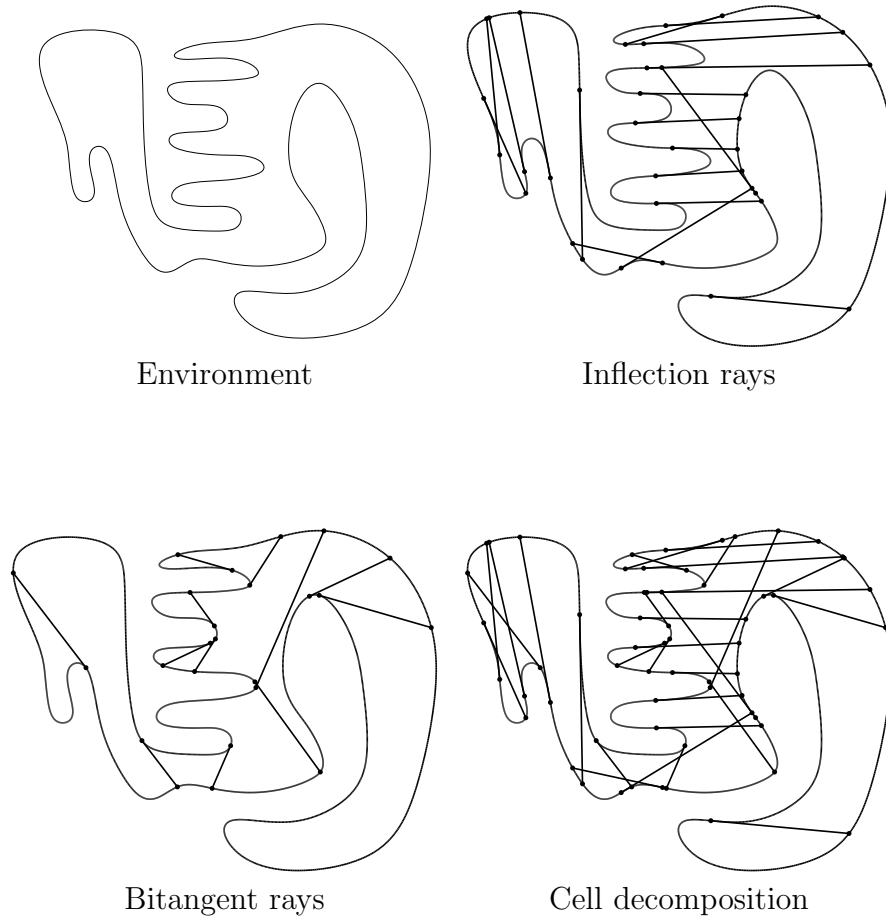 Environment
Inflection rays
Bitangent rays
Cell decomposition